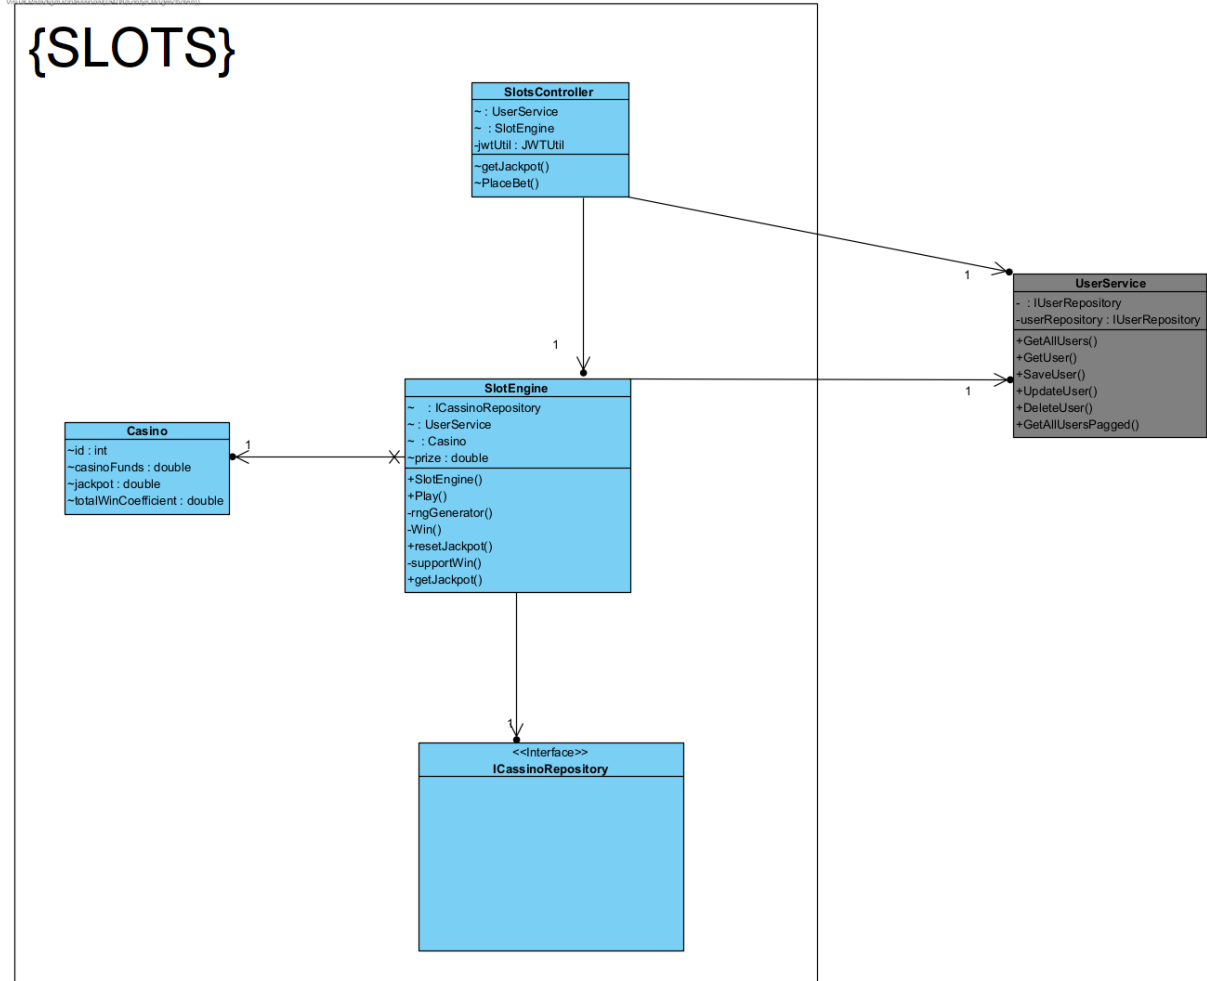 {SLOTS}
SlotsController
~ : UserService
~ : SlotEngine
-jwtUtil : JWTUtil
~getJackpot()
~PlaceBet()
1
1
UserService
- : IUserRepository
-userRepository : IUserRepository
+GetAllUsers()
+GetUser()
+SaveUser()
+UpdateUser()
+DeleteUser()
+GetAllUsersPagged()
SlotEngine
~ : ICassinoRepository
~ : UserService
~ : Casino
~prize : double
+SlotEngine()
+Play()
-rngGenerator()
-Win()
+resetJackpot()
-supportWin()
+getJackpot()
1
Casino
~id : int
~casinoFunds : double
~jackpot : double
~totalWinCoefficient : double
1
1
<<Interface>>
ICassinoRepository